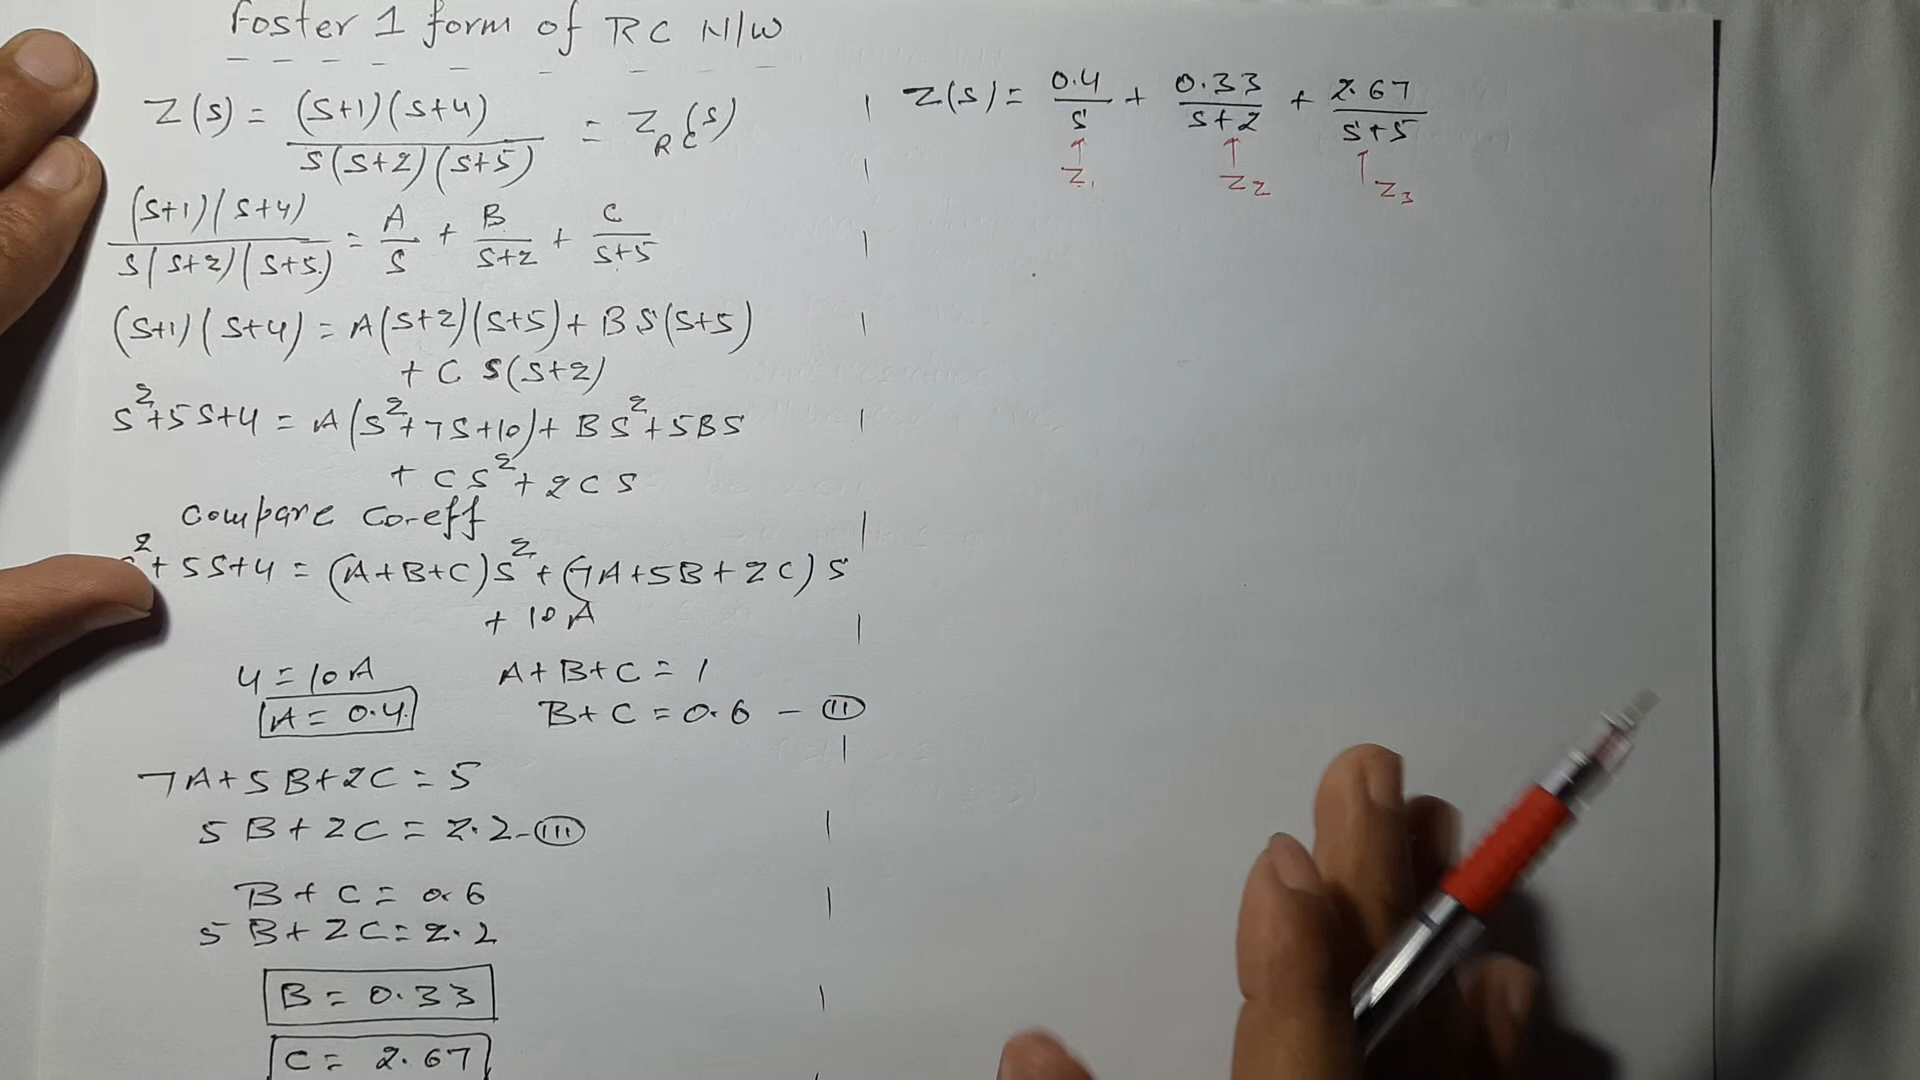 Foster 1 form of RC N/W
Z(s) = (S+1)(S+4) / S(S+2)(S+5) = Z_RC(s)
(S+1)(S+4) / S(S+2)(S+5) = A/S + B/S+2 + C/S+5
(S+1)(S+4) = A(S+2)(S+5) + B S(S+5)
+ C S(S+2)
S²+5S+4 = A(S²+7S+10) + BS²+5BS
+ CS²+2CS
compare co-eff
²+5S+4 = (A+B+C)S² + (7A+5B+2C)S
+ 10A
4 = 10A
A = 0.4
A+B+C = 1
B+C = 0.6 - (II)
7A+5B+2C = 5
5B+2C = 2.2 - (III)
B+C = 0.6
5B+2C = 2.2
B = 0.33
C = 2.67
Z(s) = 0.4/S + 0.33/S+2 + 2.67/S+5
↑ ↑ ↑
Z₁ Z₂ Z₃